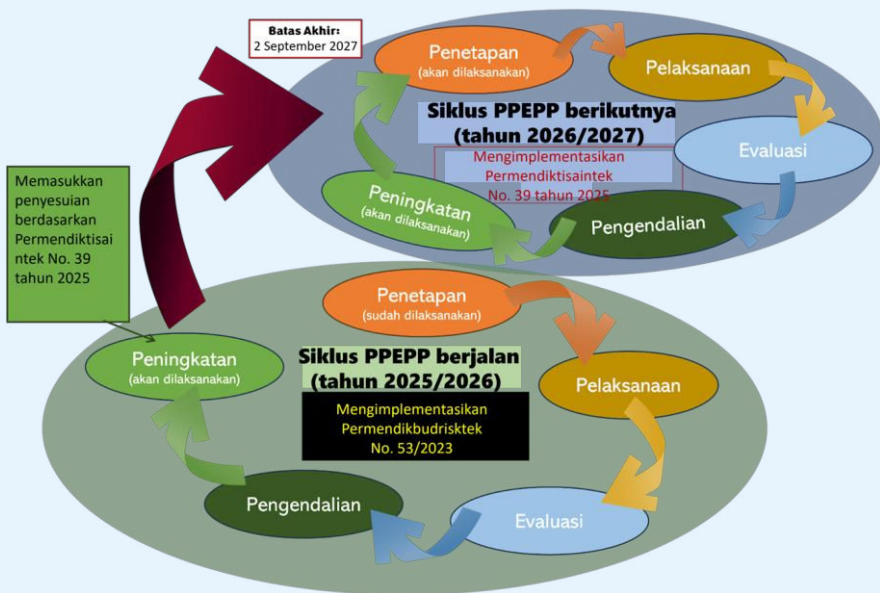 Batas Akhir:
2 September 2027
Penetapan
(akan dilaksanakan)
Pelaksanaan
Siklus PPEPP berikutnya
(tahun 2026/2027)
Evaluasi
Mengimplementasikan
Permendiktisaintek
No. 39 tahun 2025
Peningkatan
(akan dilaksanakan)
Pengendalian
Memasukkan
penyesuian
berdasarkan
Permendiktisai
ntek No. 39
tahun 2025
Penetapan
(sudah dilaksanakan)
Peningkatan
(akan dilaksanakan)
Siklus PPEPP berjalan
(tahun 2025/2026)
Pelaksanaan
Mengimplementasikan
Permendikbudrisktek
No. 53/2023
Pengendalian
Evaluasi